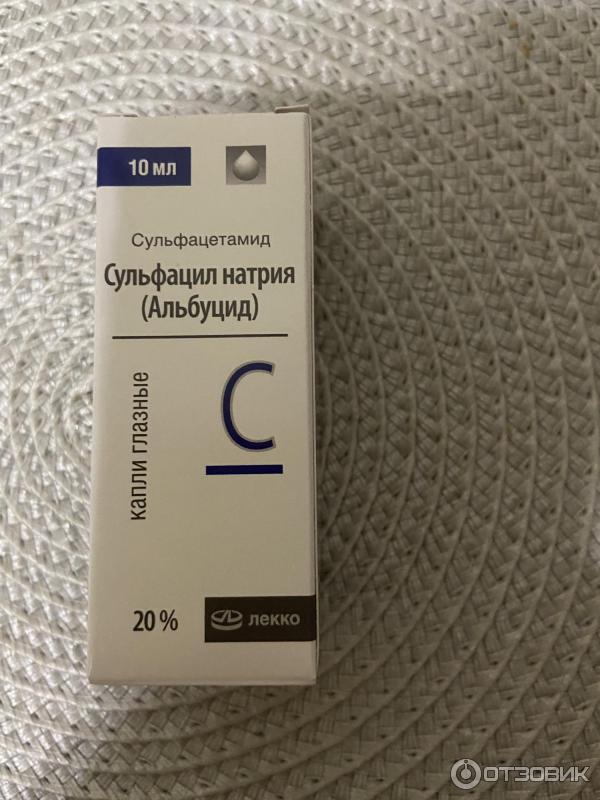 10 мл
Сульфацетамид
Сульфацил натрия
(Альбуцид)
капли глазные
С
20 %
лекко
ОТЗОВИК